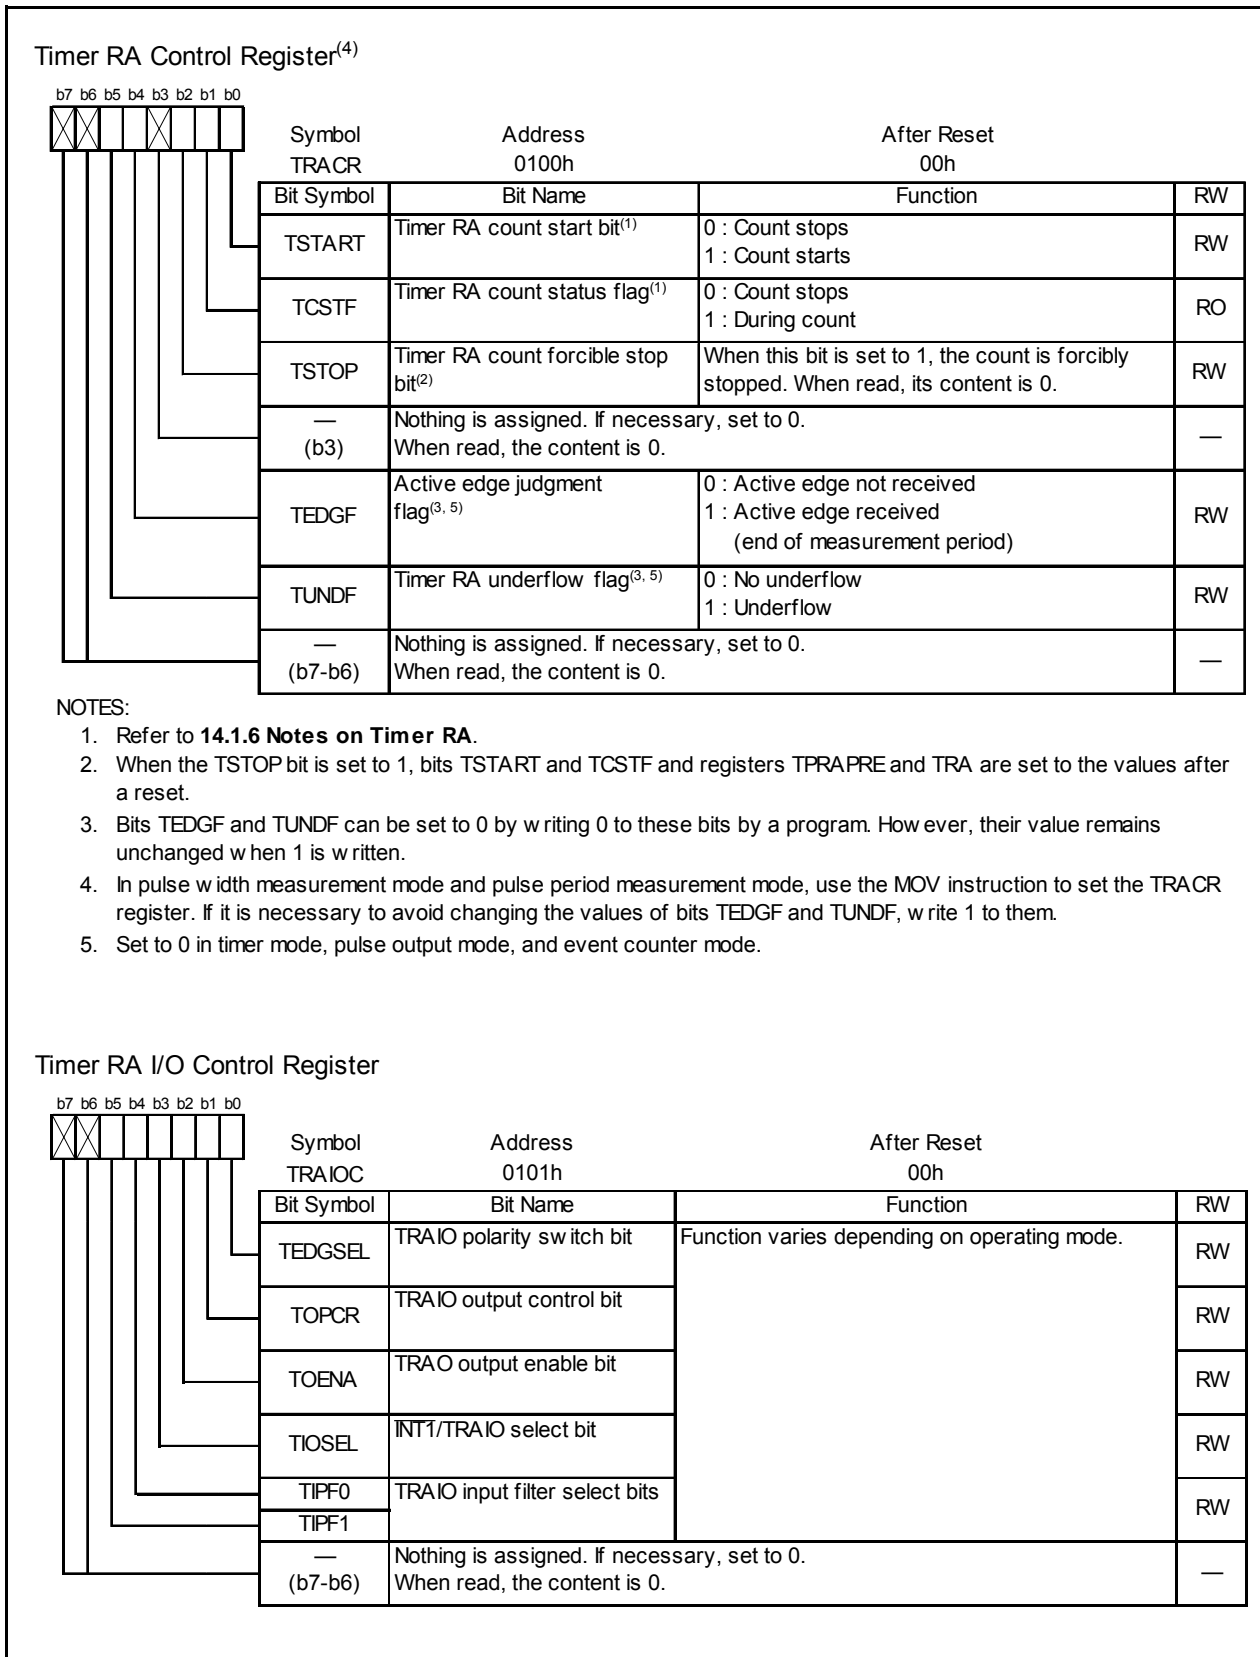 Timer RA Control Register(4)
b7 b6 b5 b4 b3 b2 b1 b0
Symbol Address After Reset
TRACR 0100h 00h
Bit Symbol Bit Name Function RW
TSTART Timer RA count start bit(1) 0 : Count stops RW
1 : Count starts
TCSTF Timer RA count status flag(1) 0 : Count stops RO
1 : During count
TSTOP Timer RA count forcible stop When this bit is set to 1, the count is forcibly RW
bit(2) stopped. When read, its content is 0.
— Nothing is assigned. If necessary, set to 0. —
(b3) When read, the content is 0.
TEDGF Active edge judgment 0 : Active edge not received RW
flag(3, 5) 1 : Active edge received
(end of measurement period)
TUNDF Timer RA underflow flag(3, 5) 0 : No underflow RW
1 : Underflow
— Nothing is assigned. If necessary, set to 0. —
(b7-b6) When read, the content is 0.
NOTES:
1. Refer to 14.1.6 Notes on Timer RA.
2. When the TSTOP bit is set to 1, bits TSTART and TCSTF and registers TPRAPRE and TRA are set to the values after
a reset.
3. Bits TEDGF and TUNDF can be set to 0 by writing 0 to these bits by a program. However, their value remains
unchanged when 1 is written.
4. In pulse width measurement mode and pulse period measurement mode, use the MOV instruction to set the TRACR
register. If it is necessary to avoid changing the values of bits TEDGF and TUNDF, write 1 to them.
5. Set to 0 in timer mode, pulse output mode, and event counter mode.
Timer RA I/O Control Register
b7 b6 b5 b4 b3 b2 b1 b0
Symbol Address After Reset
TRAIOC 0101h 00h
Bit Symbol Bit Name Function RW
TEDGSEL TRAIO polarity switch bit Function varies depending on operating mode. RW
TOPCR TRAIO output control bit RW
TOENA TRAO output enable bit RW
TIOSEL INT1/TRAIO select bit RW
TIPF0 TRAIO input filter select bits RW
TIPF1
— Nothing is assigned. If necessary, set to 0. —
(b7-b6) When read, the content is 0.